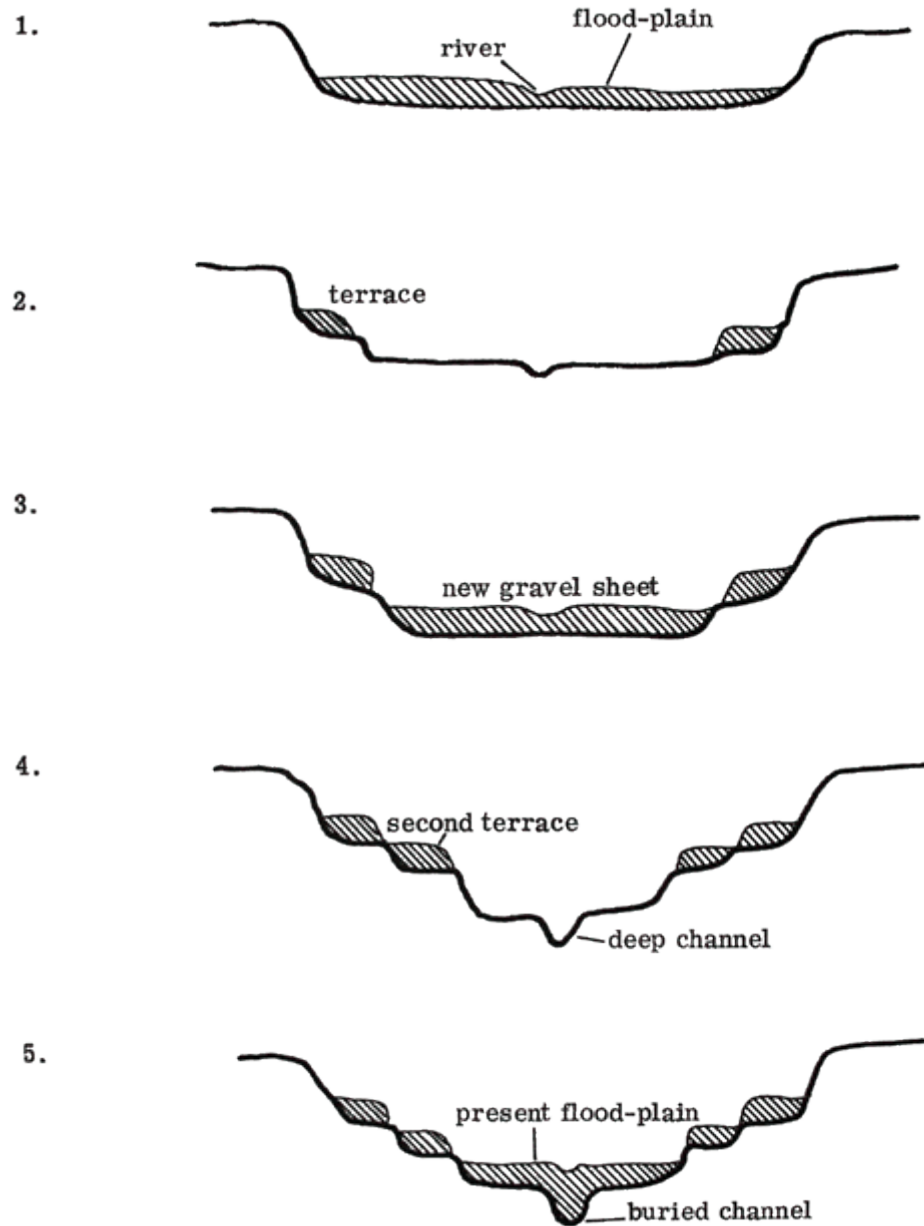 1.
flood-plain
river
2.
terrace
3.
new gravel sheet
4.
second terrace
deep channel
5.
present flood-plain
buried channel